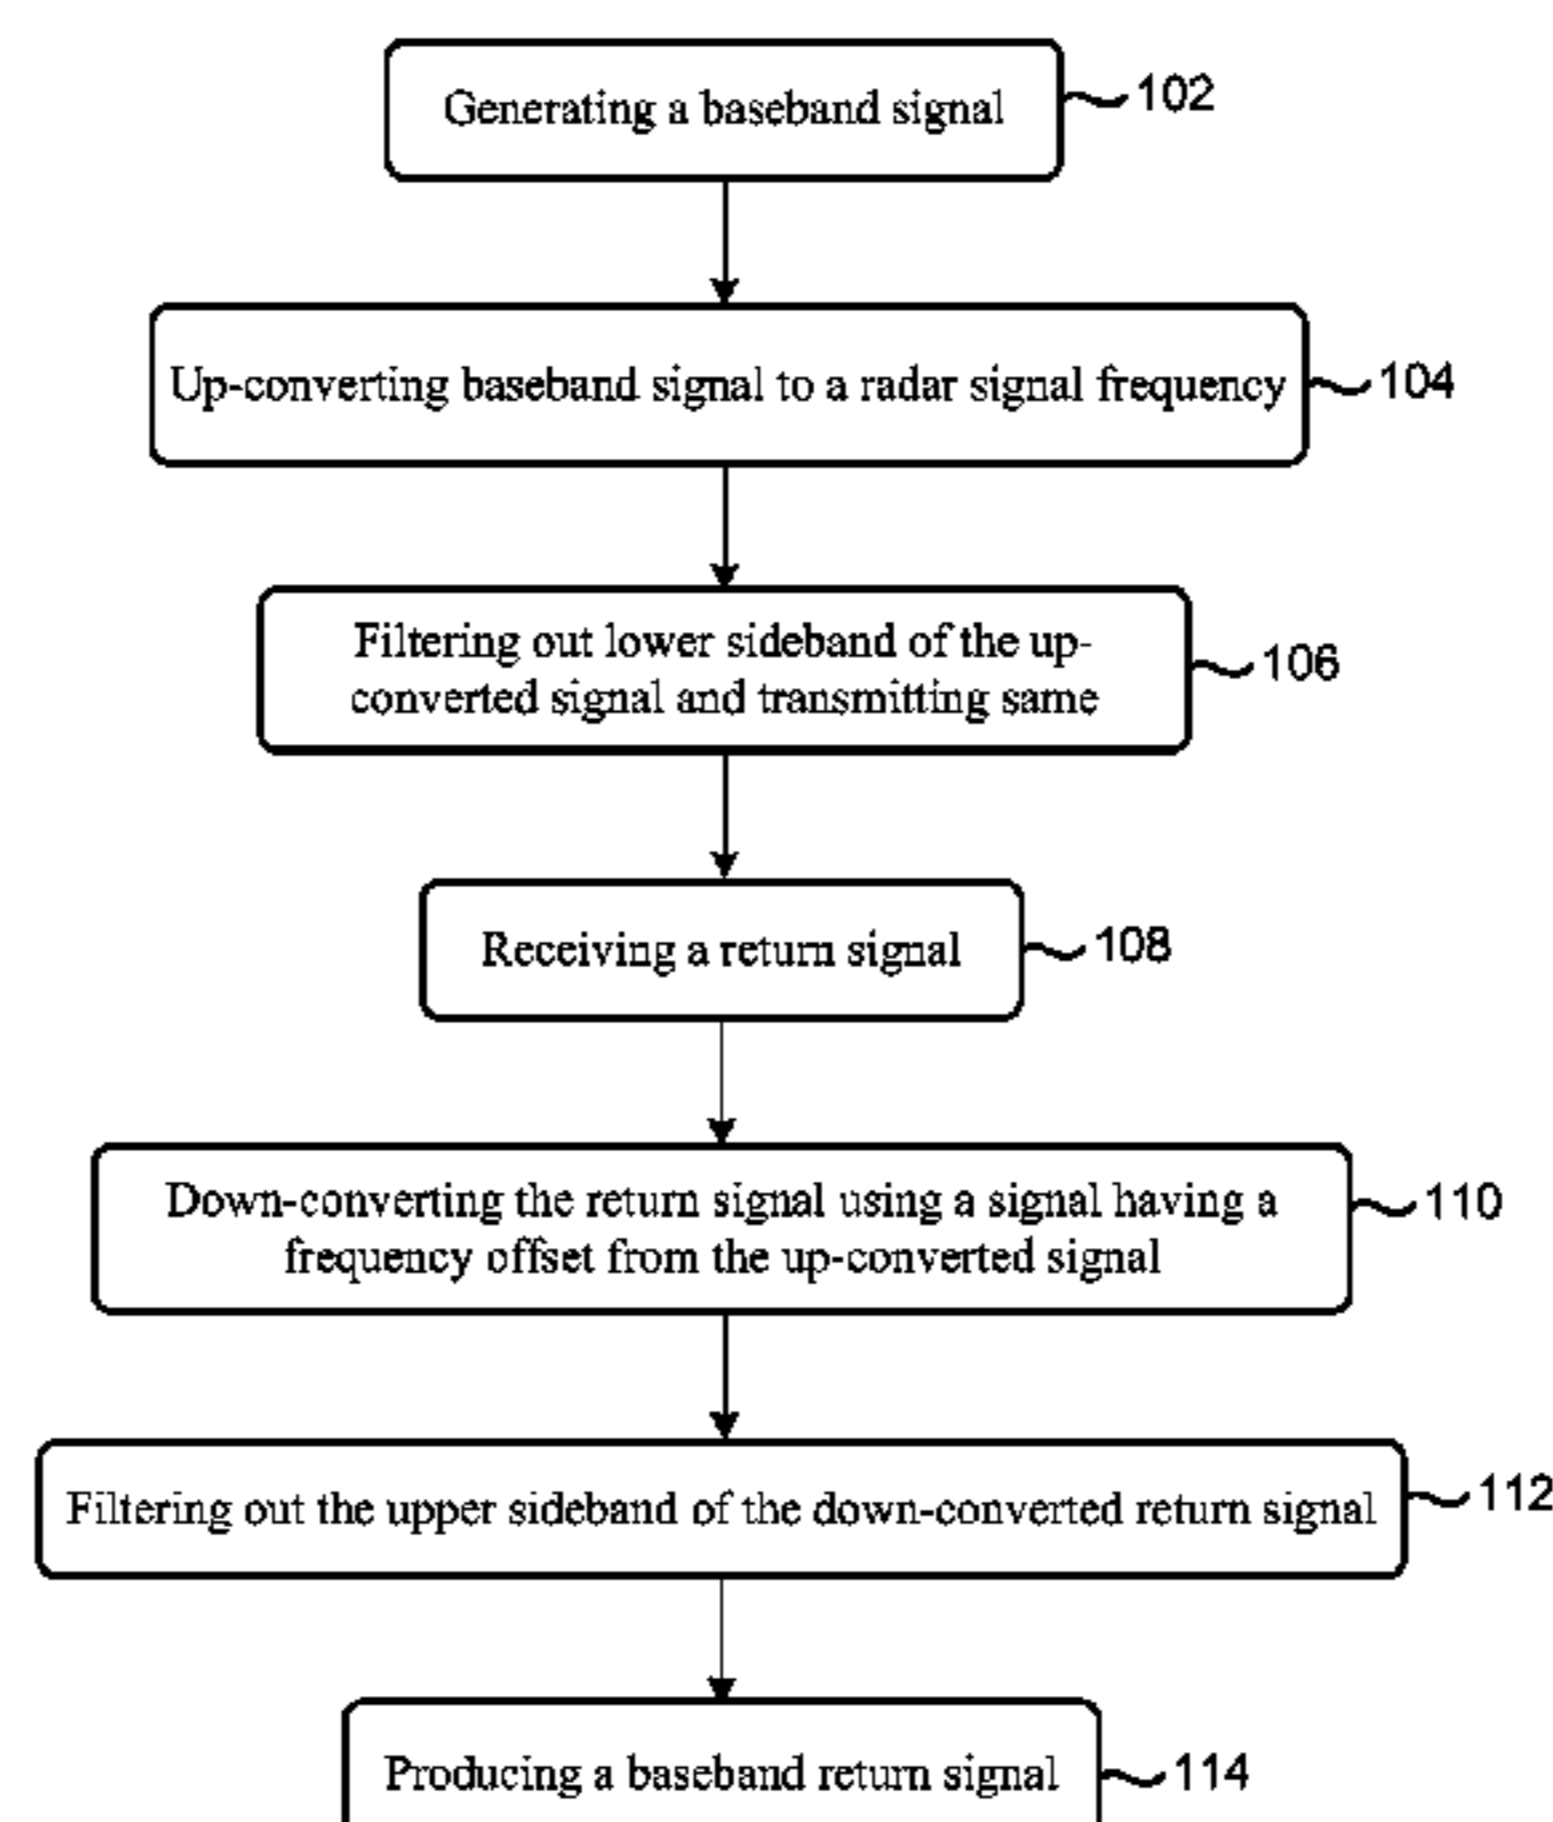 Generating a baseband signal
102
Up-converting baseband signal to a radar signal frequency
104
Filtering out lower sideband of the up-
converted signal and transmitting same
106
Receiving a return signal
108
Down-converting the return signal using a signal having a
frequency offset from the up-converted signal
110
Filtering out the upper sideband of the down-converted return signal
112
Producing a baseband return signal
114